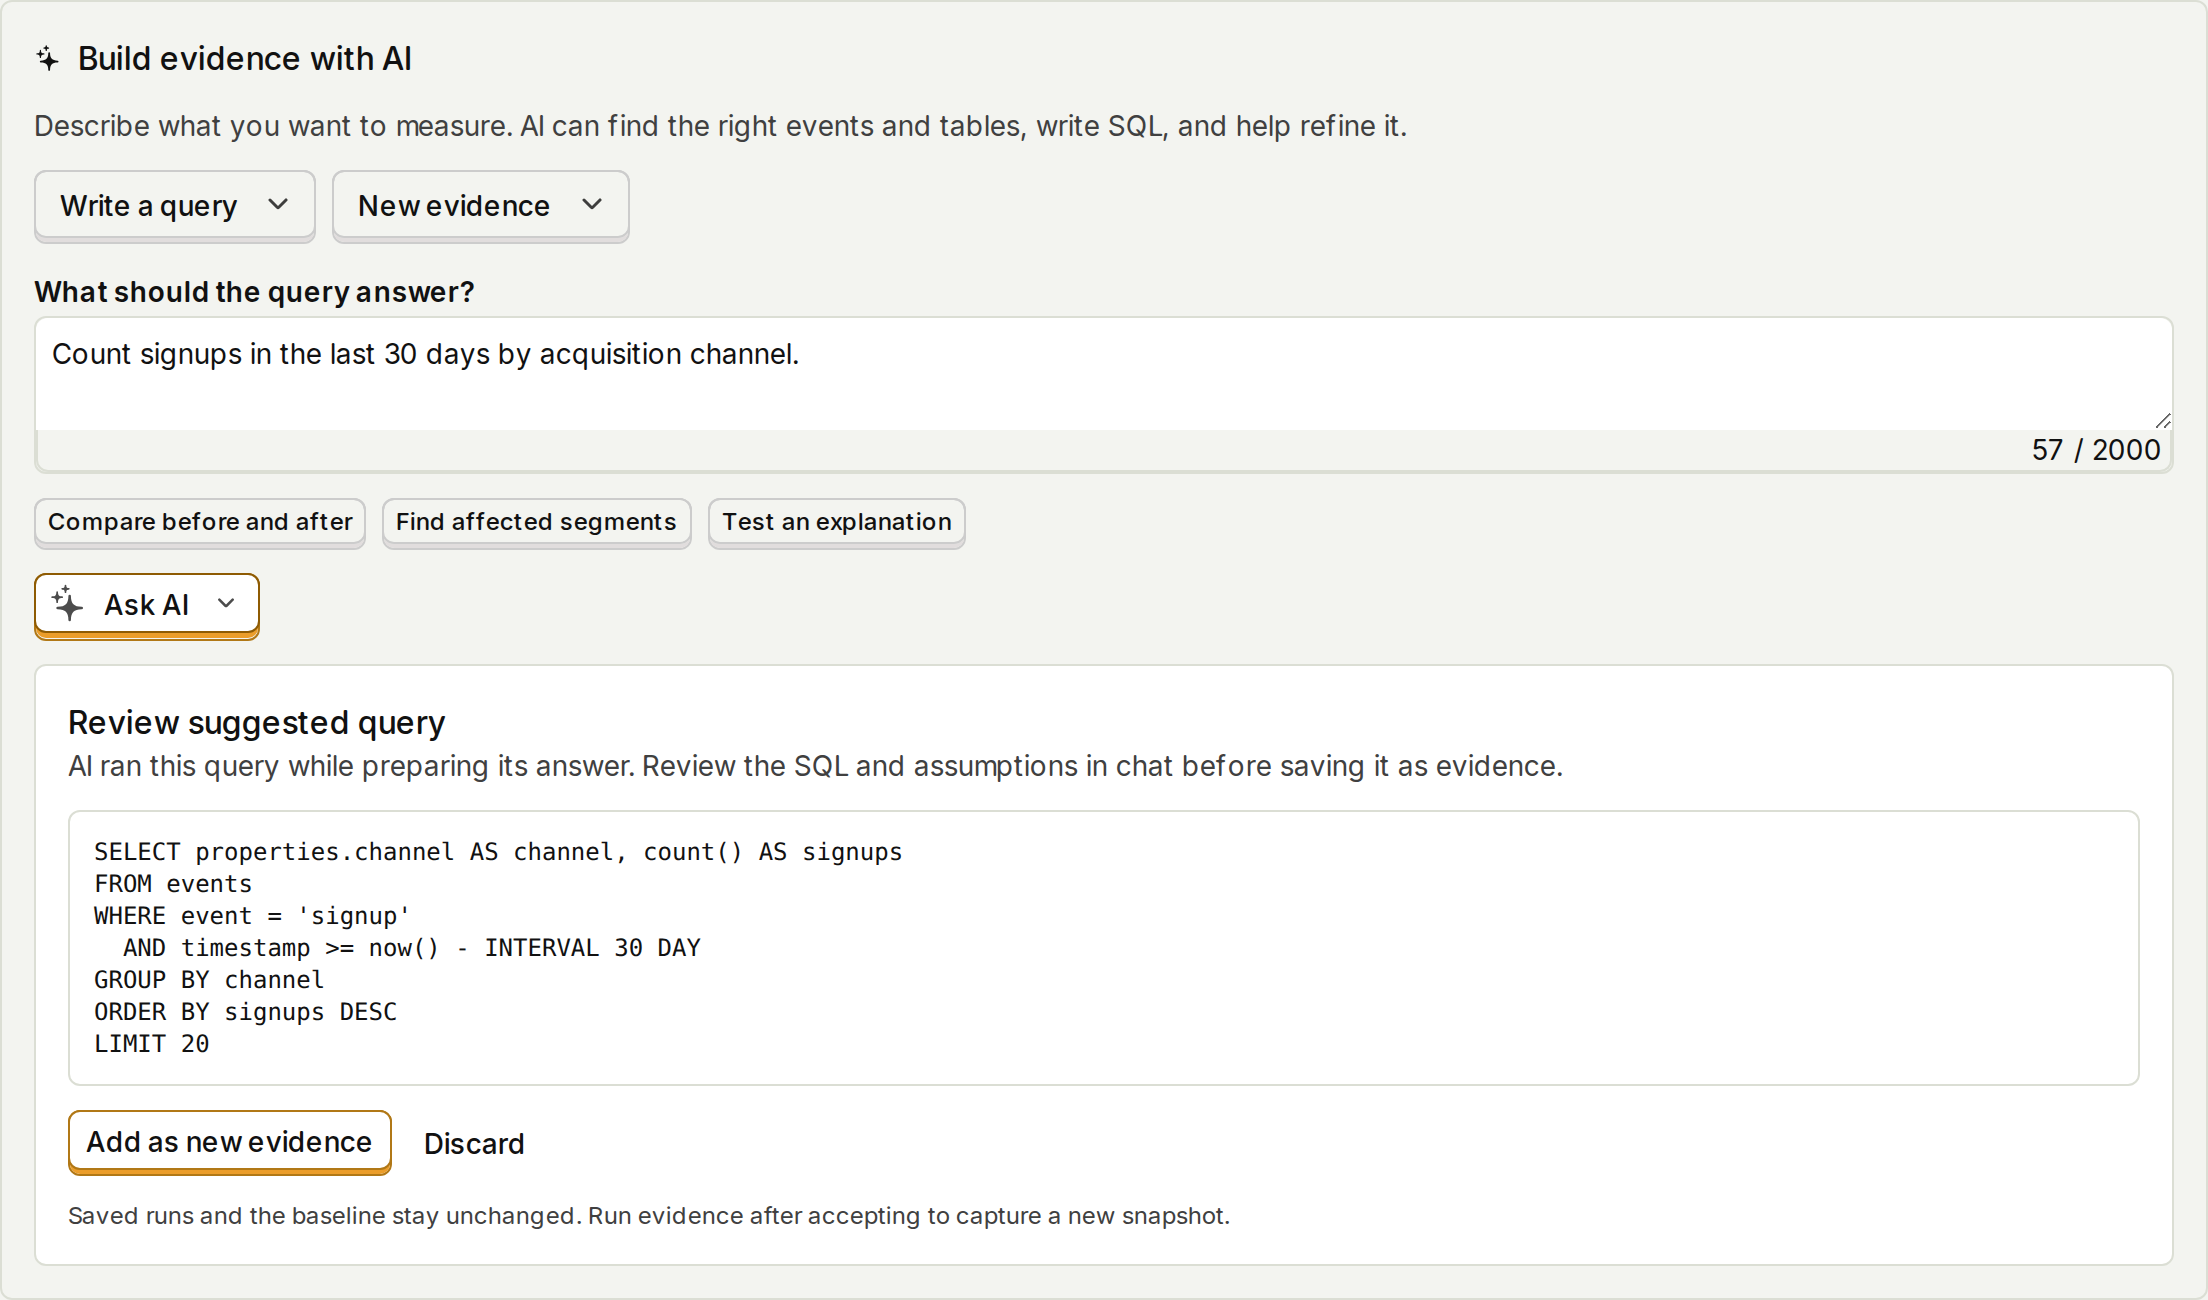 Build evidence with AI
Describe what you want to measure. AI can find the right events and tables, write SQL, and help refine it.
Write a query
New evidence
What should the query answer?
Count signups in the last 30 days by acquisition channel.
57 / 2000
Compare before and after
Find affected segments
Test an explanation
Ask AI
Review suggested query
AI ran this query while preparing its answer. Review the SQL and assumptions in chat before saving it as evidence.
SELECT properties.channel AS channel, count() AS signups
FROM events
WHERE event = 'signup'
  AND timestamp >= now() - INTERVAL 30 DAY
GROUP BY channel
ORDER BY signups DESC
LIMIT 20
Add as new evidence
Discard
Saved runs and the baseline stay unchanged. Run evidence after accepting to capture a new snapshot.